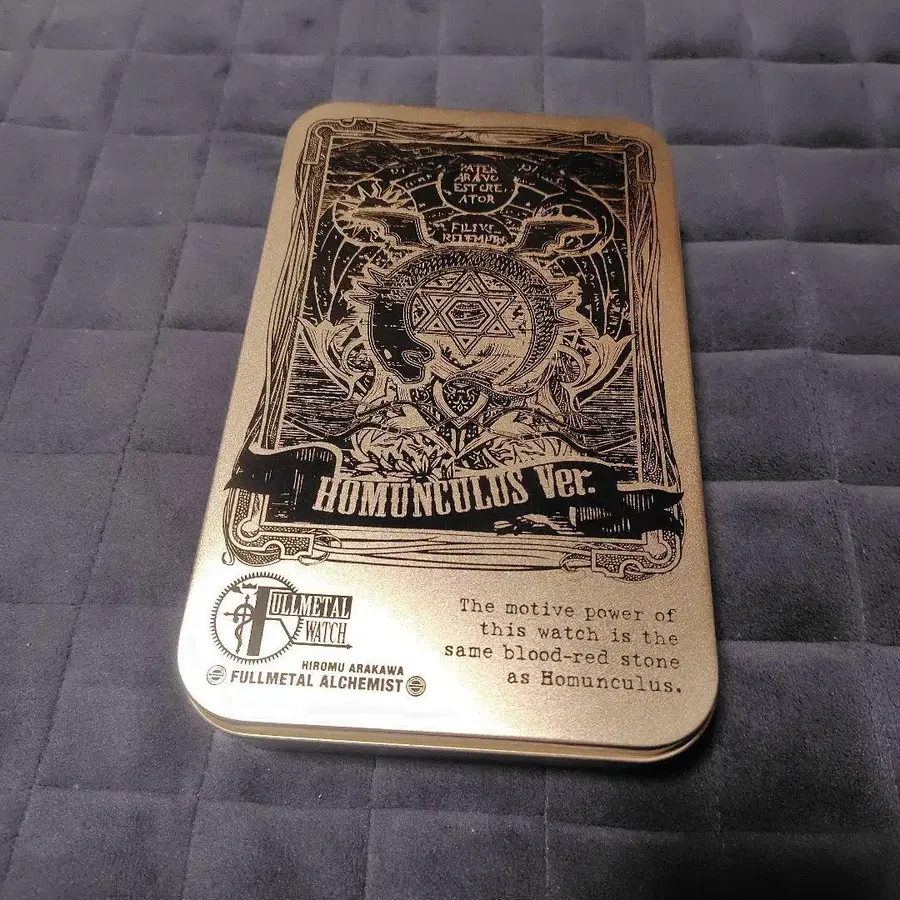 PATER
ARAVO
EST CRE
ATOR
FILIVS
HOMUNCULUS Ver.
FULLMETAL
WATCH
HIROMU ARAKAWA
FULLMETAL ALCHEMIST
The motive power of
this watch is the
same blood-red stone
as Homunculus.